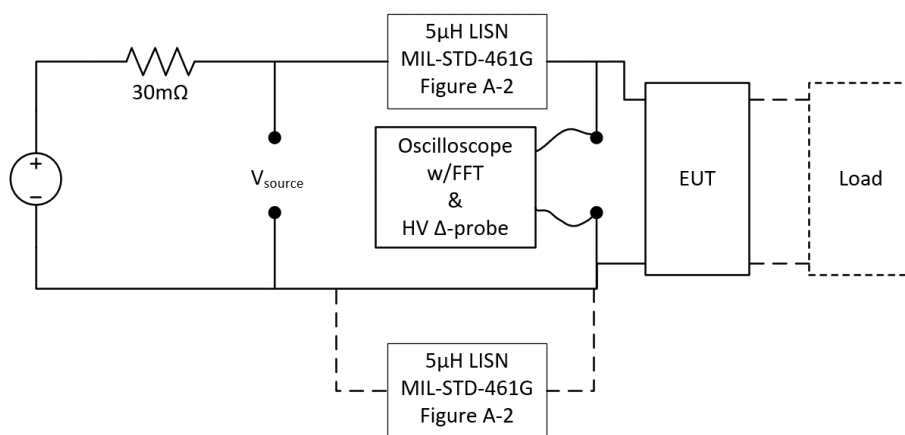 5µH LISN
MIL-STD-461G
Figure A-2
30mΩ
+
−
Vsource
Oscilloscope
w/FFT
&
HV Δ-probe
EUT
Load
5µH LISN
MIL-STD-461G
Figure A-2